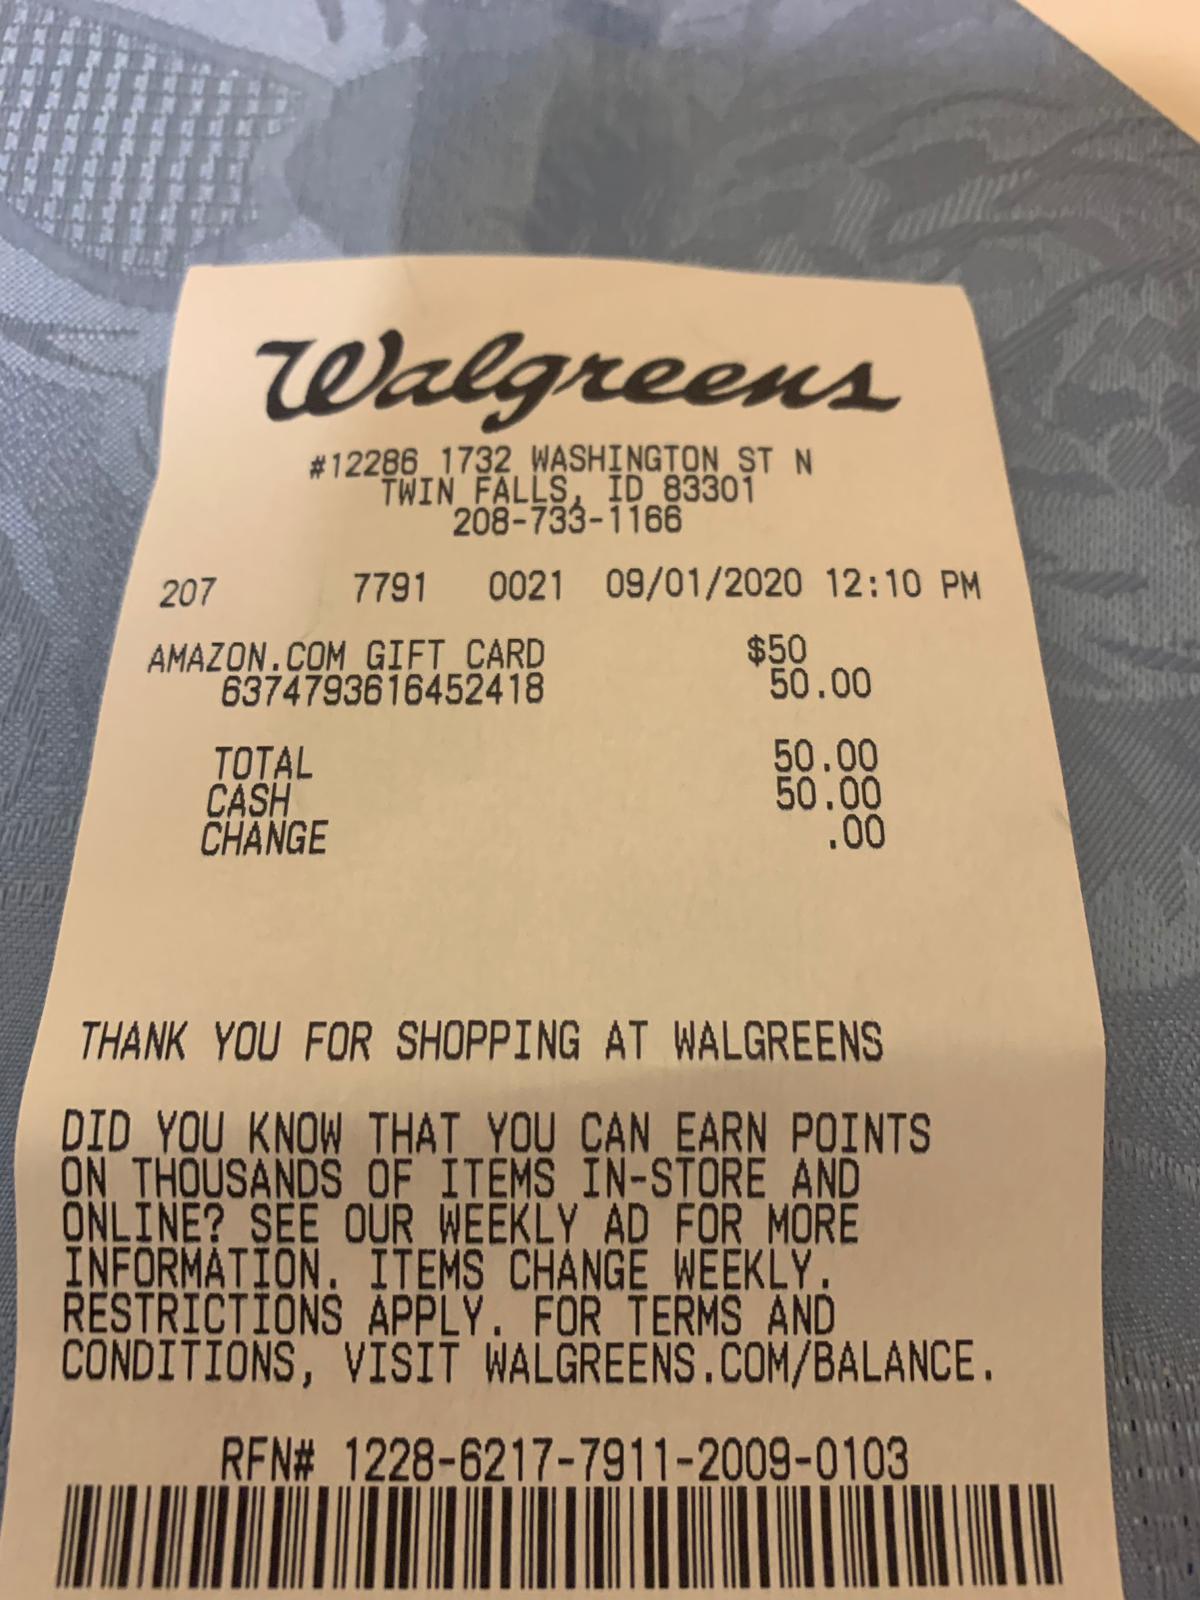 Walgreens
#12286 1732 WASHINGTON ST N
TWIN FALLS, ID 83301
208-733-1166
207 7791 0021 09/01/2020 12:10 PM
AMAZON.COM GIFT CARD $50
6374793616452418 50.00
TOTAL 50.00
CASH 50.00
CHANGE .00
THANK YOU FOR SHOPPING AT WALGREENS
DID YOU KNOW THAT YOU CAN EARN POINTS
ON THOUSANDS OF ITEMS IN-STORE AND
ONLINE? SEE OUR WEEKLY AD FOR MORE
INFORMATION. ITEMS CHANGE WEEKLY.
RESTRICTIONS APPLY. FOR TERMS AND
CONDITIONS, VISIT WALGREENS.COM/BALANCE.
RFN# 1228-6217-7911-2009-0103